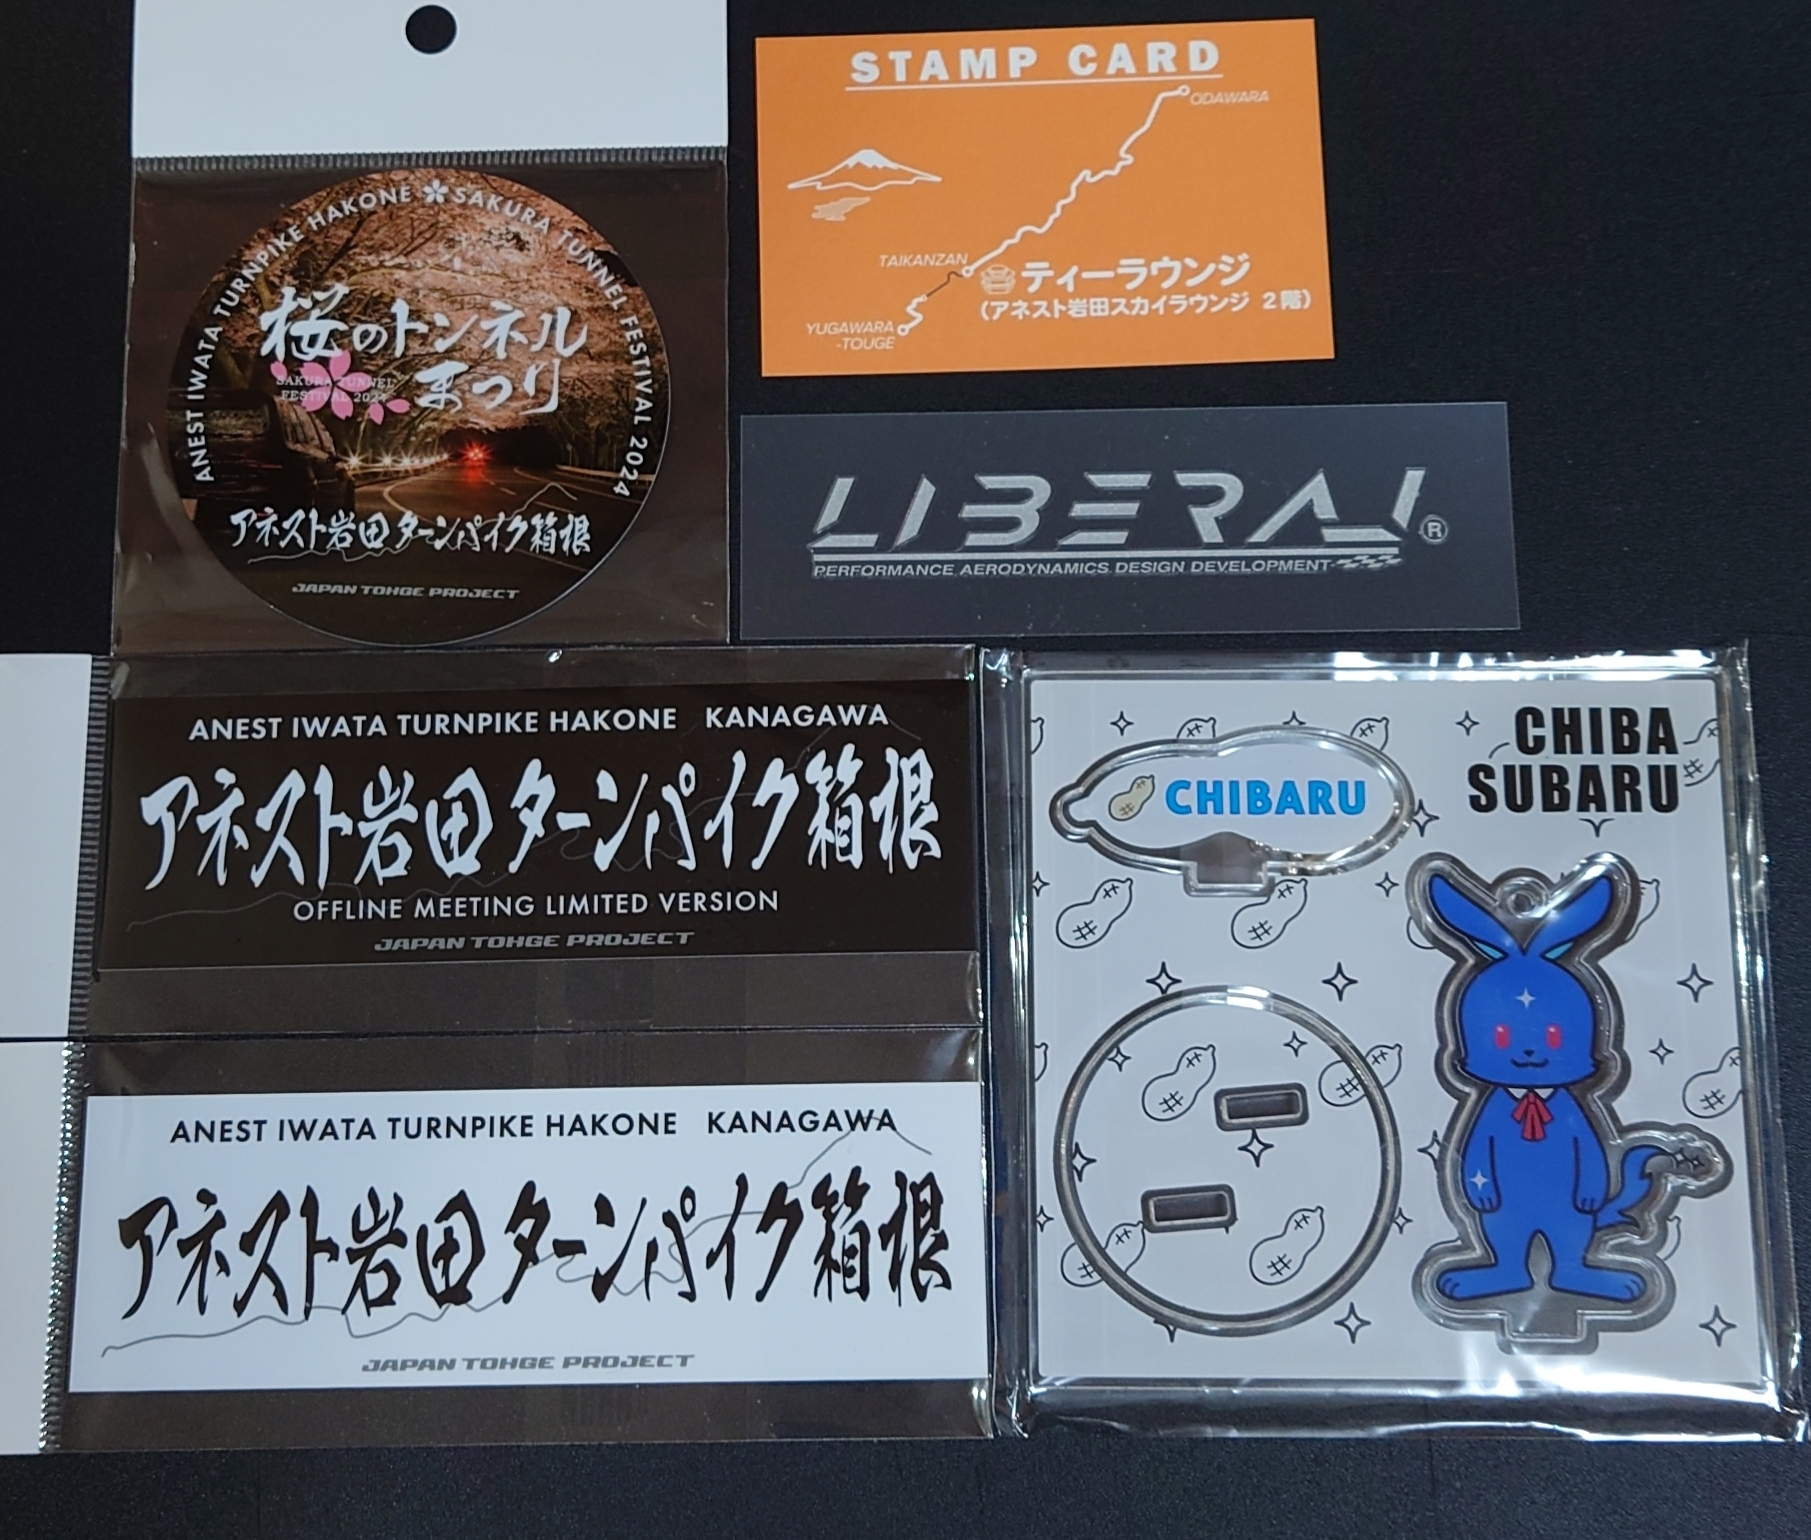 ANEST IWATA TURNPIKE HAKONE SAKURA TUNNEL FESTIVAL 2024
桜のトンネル
まつり
SAKURA TUNNEL
FESTIVAL 2024
アネスト岩田ターンパイク箱根
JAPAN TOHGE PROJECT
STAMP CARD
ODAWARA
TAIKANZAN
ティーラウンジ
(アネスト岩田スカイラウンジ 2階)
YUGAWARA
-TOUGE
LIBERAL®
PERFORMANCE AERODYNAMICS DESIGN DEVELOPMENT
ANEST IWATA TURNPIKE HAKONE KANAGAWA
アネスト岩田ターンパイク箱根
OFFLINE MEETING LIMITED VERSION
JAPAN TOHGE PROJECT
ANEST IWATA TURNPIKE HAKONE KANAGAWA
アネスト岩田ターンパイク箱根
JAPAN TOHGE PROJECT
CHIBA
SUBARU
CHIBARU